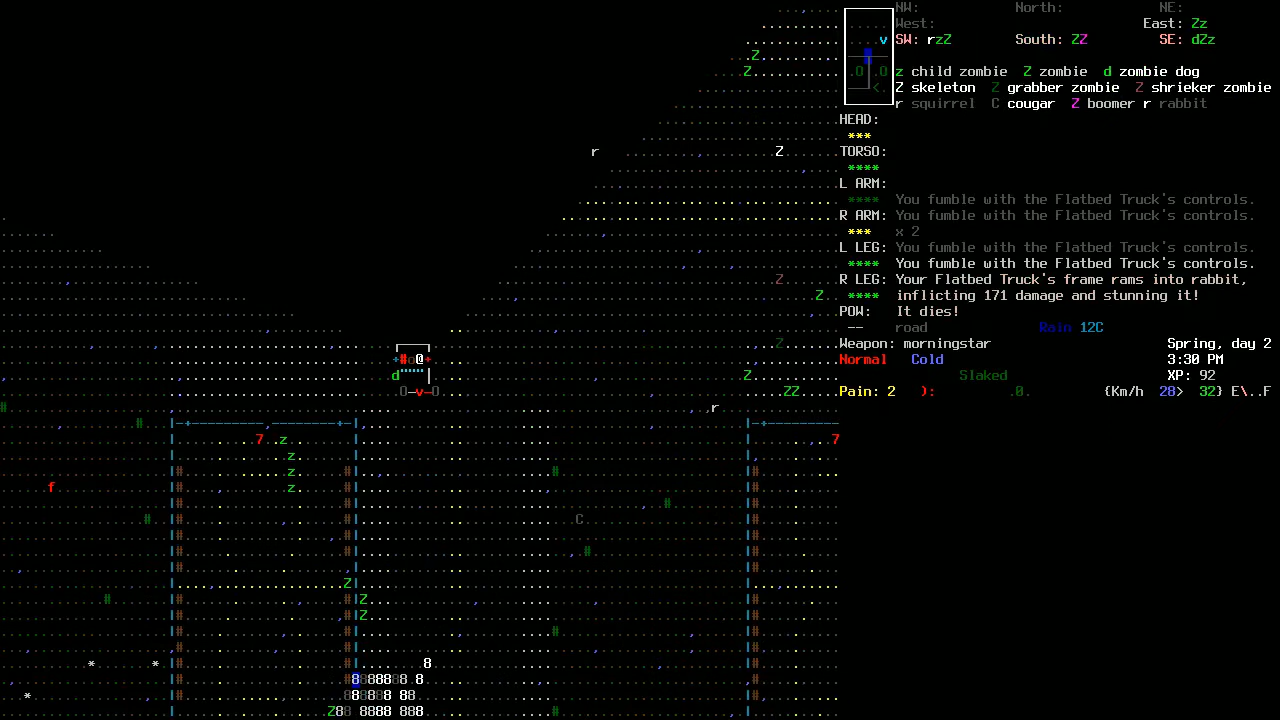 NW: North: NE:
West: East: Zz
SW: rzZ South: ZZ SE: dZz
z child zombie Z zombie d zombie dog
Z skeleton Z grabber zombie Z shrieker zombie
r squirrel C cougar Z boomer r rabbit
HEAD:
***
TORSO:
****
L ARM:
**** You fumble with the Flatbed Truck's controls.
R ARM: You fumble with the Flatbed Truck's controls.
*** x 2
L LEG: You fumble with the Flatbed Truck's controls.
**** You fumble with the Flatbed Truck's controls.
R LEG: Your Flatbed Truck's frame rams into rabbit,
**** inflicting 171 damage and stunning it!
POW: It dies!
-- road Rain 12C
Weapon: morningstar Spring, day 2
Normal Cold 3:30 PM
Slaked XP: 92
Pain: 2 ): .0. {Km/h 28> 32} E\..F